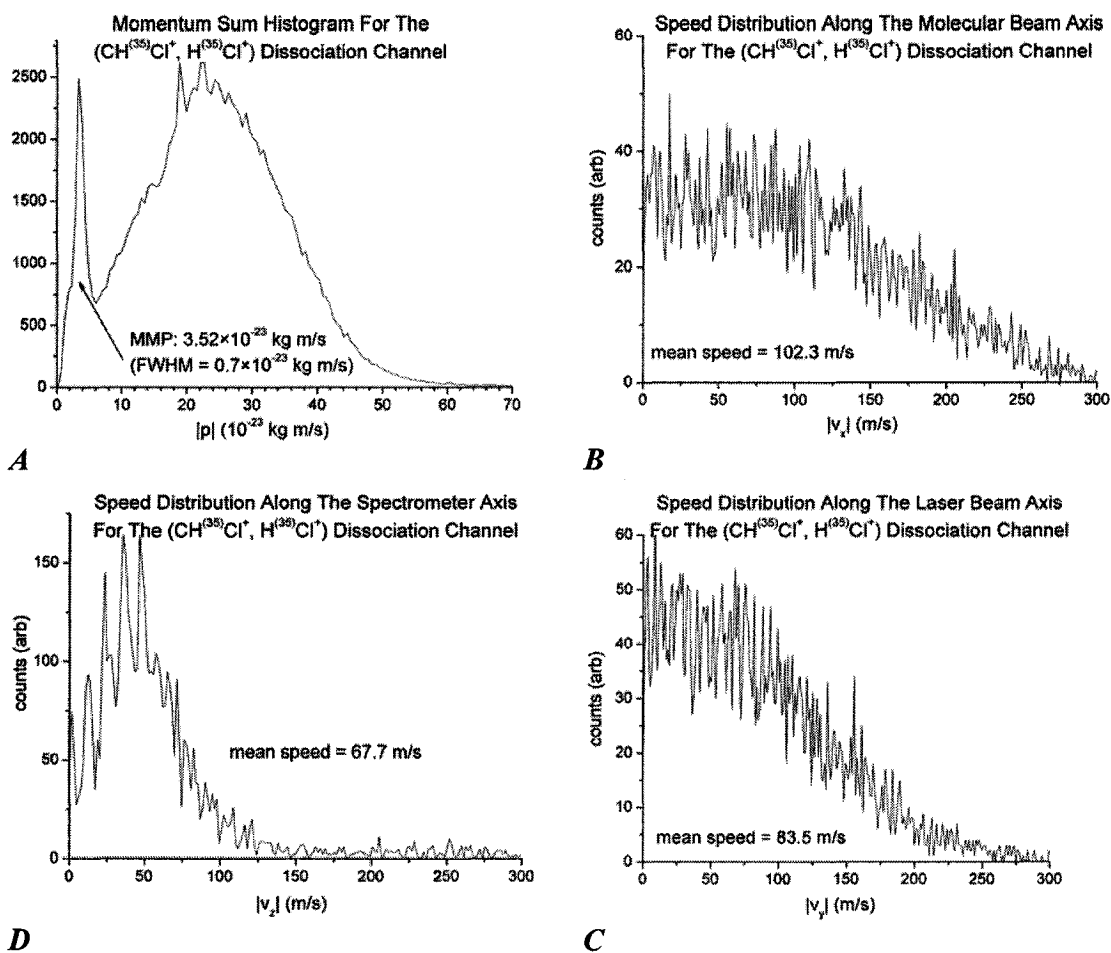 Momentum Sum Histogram For The
(CH⁽³⁵⁾Cl⁺, H⁽³⁵⁾Cl⁺) Dissociation Channel
2500
2000
1500
1000
500
0
MMP: 3.52×10⁻²³ kg m/s
(FWHM = 0.7×10⁻²³ kg m/s)
0 10 20 30 40 50 60 70
|p| (10⁻²³ kg m/s)
A
Speed Distribution Along The Molecular Beam Axis
For The (CH⁽³⁵⁾Cl⁺, H⁽³⁵⁾Cl⁺) Dissociation Channel
60
40
20
0
counts (arb)
mean speed = 102.3 m/s
0 50 100 150 200 250 300
|vₓ| (m/s)
B
Speed Distribution Along The Spectrometer Axis
For The (CH⁽³⁵⁾Cl⁺, H⁽³⁵⁾Cl⁺) Dissociation Channel
150
100
50
0
counts (arb)
mean speed = 67.7 m/s
0 50 100 150 200 250 300
|v_z| (m/s)
D
Speed Distribution Along The Laser Beam Axis
For The (CH⁽³⁵⁾Cl⁺, H⁽³⁵⁾Cl⁺) Dissociation Channel
60
50
40
30
20
10
0
counts (arb)
mean speed = 83.5 m/s
0 50 100 150 200 250 300
|v_y| (m/s)
C